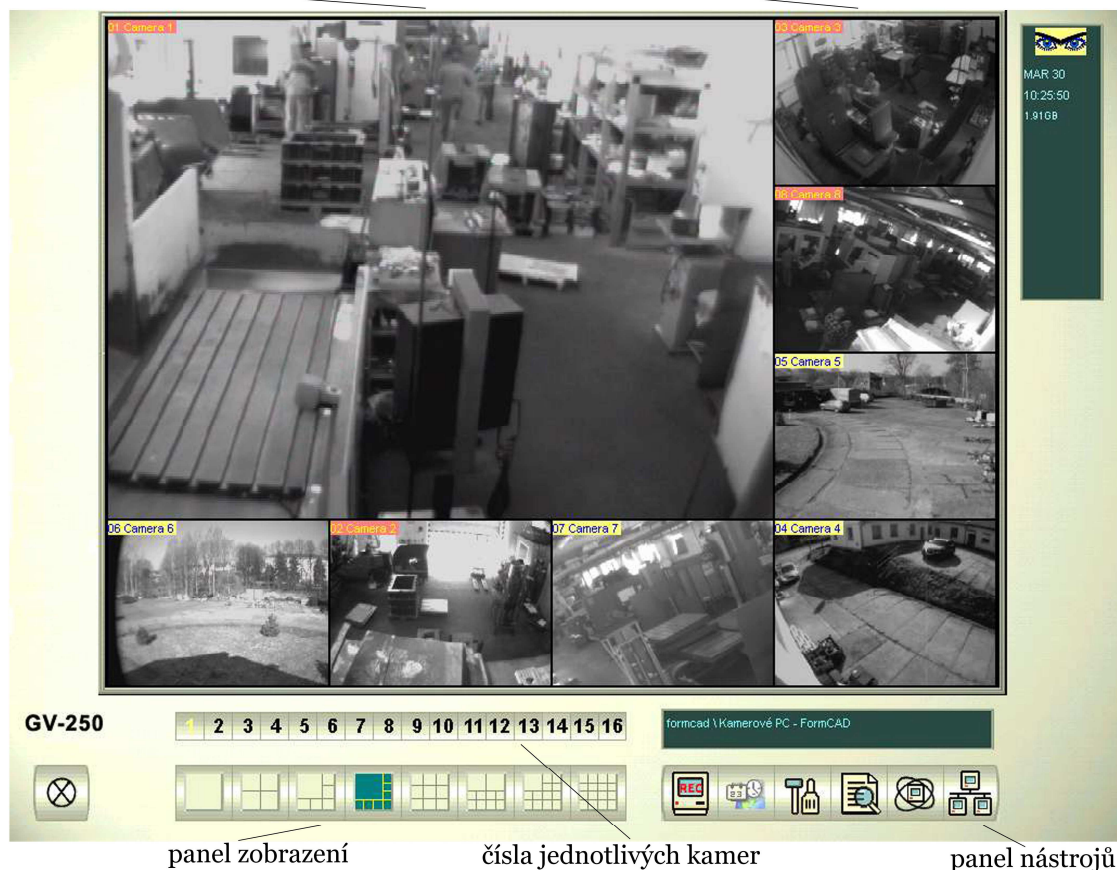 01 Camera 1
03 Camera 3
MAR 30
10:25:50
1.91GB
08 Camera 8
05 Camera 5
06 Camera 6
02 Camera 2
07 Camera 7
04 Camera 4
GV-250
1 2 3 4 5 6 7 8 9 10 11 12 13 14 15 16
formcad \ Kamerové PC - FormCAD
REC
23
panel zobrazení
čísla jednotlivých kamer
panel nástrojů